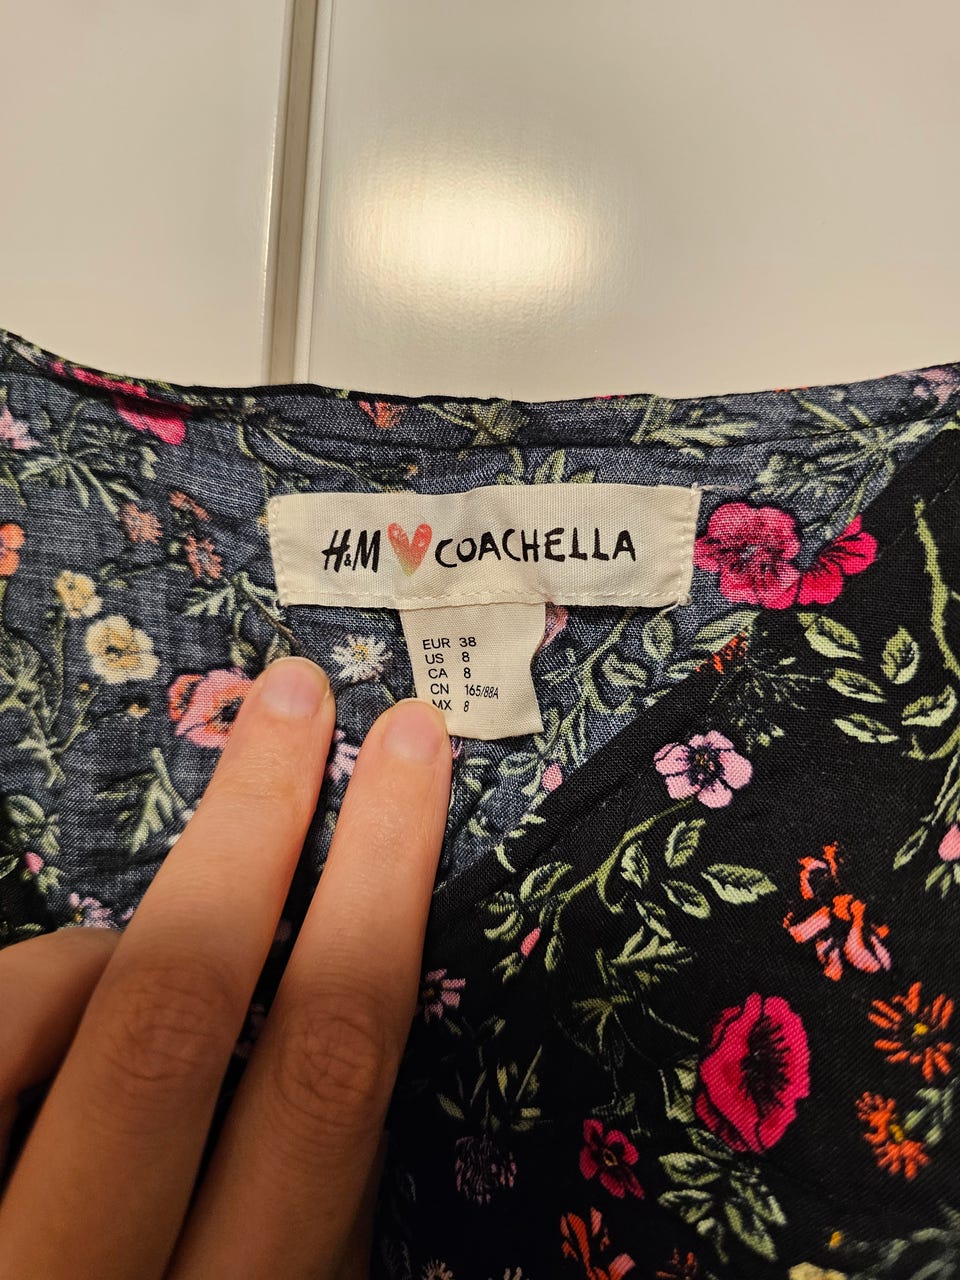 H&M COACHELLA
EUR 38
US 8
CA 8
CN 165/88A
MX 8